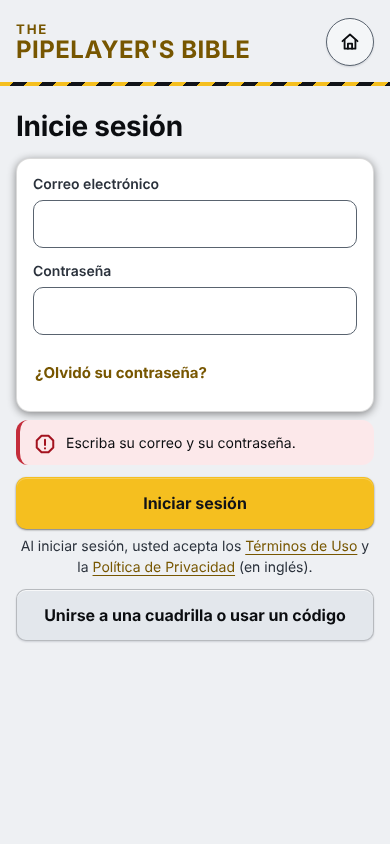 THE
PIPELAYER'S BIBLE
Inicie sesión
Correo electrónico
Contraseña
¿Olvidó su contraseña?
Escriba su correo y su contraseña.
Iniciar sesión
Al iniciar sesión, usted acepta los Términos de Uso y
la Política de Privacidad (en inglés).
Unirse a una cuadrilla o usar un código